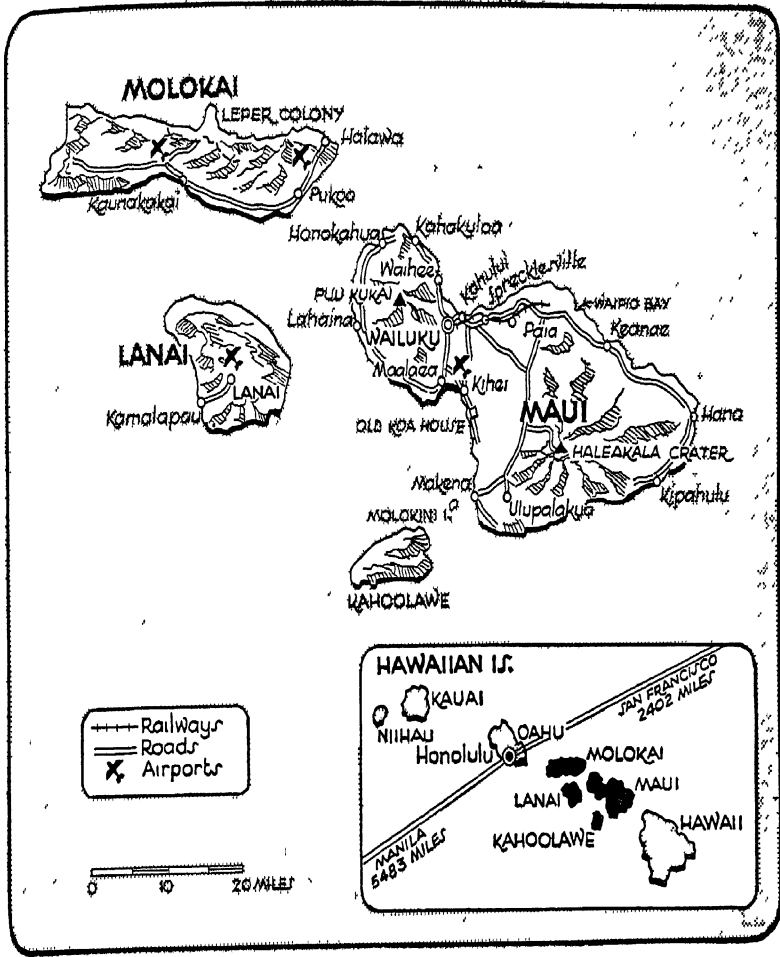 MOLOKAI
LEPER COLONY
Halawa
Kaunakakai
Pukoo
Honokahua
Kahakuloa
Waihee
Kahului
Spreckelsville
PUU KUKAI
LAWAIPIO BAY
Lahaina
WAILUKU
Paia
Keanae
LANAI
Maalaea
Kihei
LANAI
MAUI
Kamalapau
OLD KOA HOUSE
Hana
HALEAKALA CRATER
Makena
Kipahulu
MOLOKINI I.
Ulupalakua
KAHOOLAWE
HAWAIIAN IS.
KAUAI
SAN FRANCISCO
2402 MILES
NIIHAU
OAHU
Honolulu
MOLOKAI
MAUI
LANAI
HAWAII
KAHOOLAWE
MANILA
5483 MILES
Railways
Roads
Airports
0 10 20 MILES